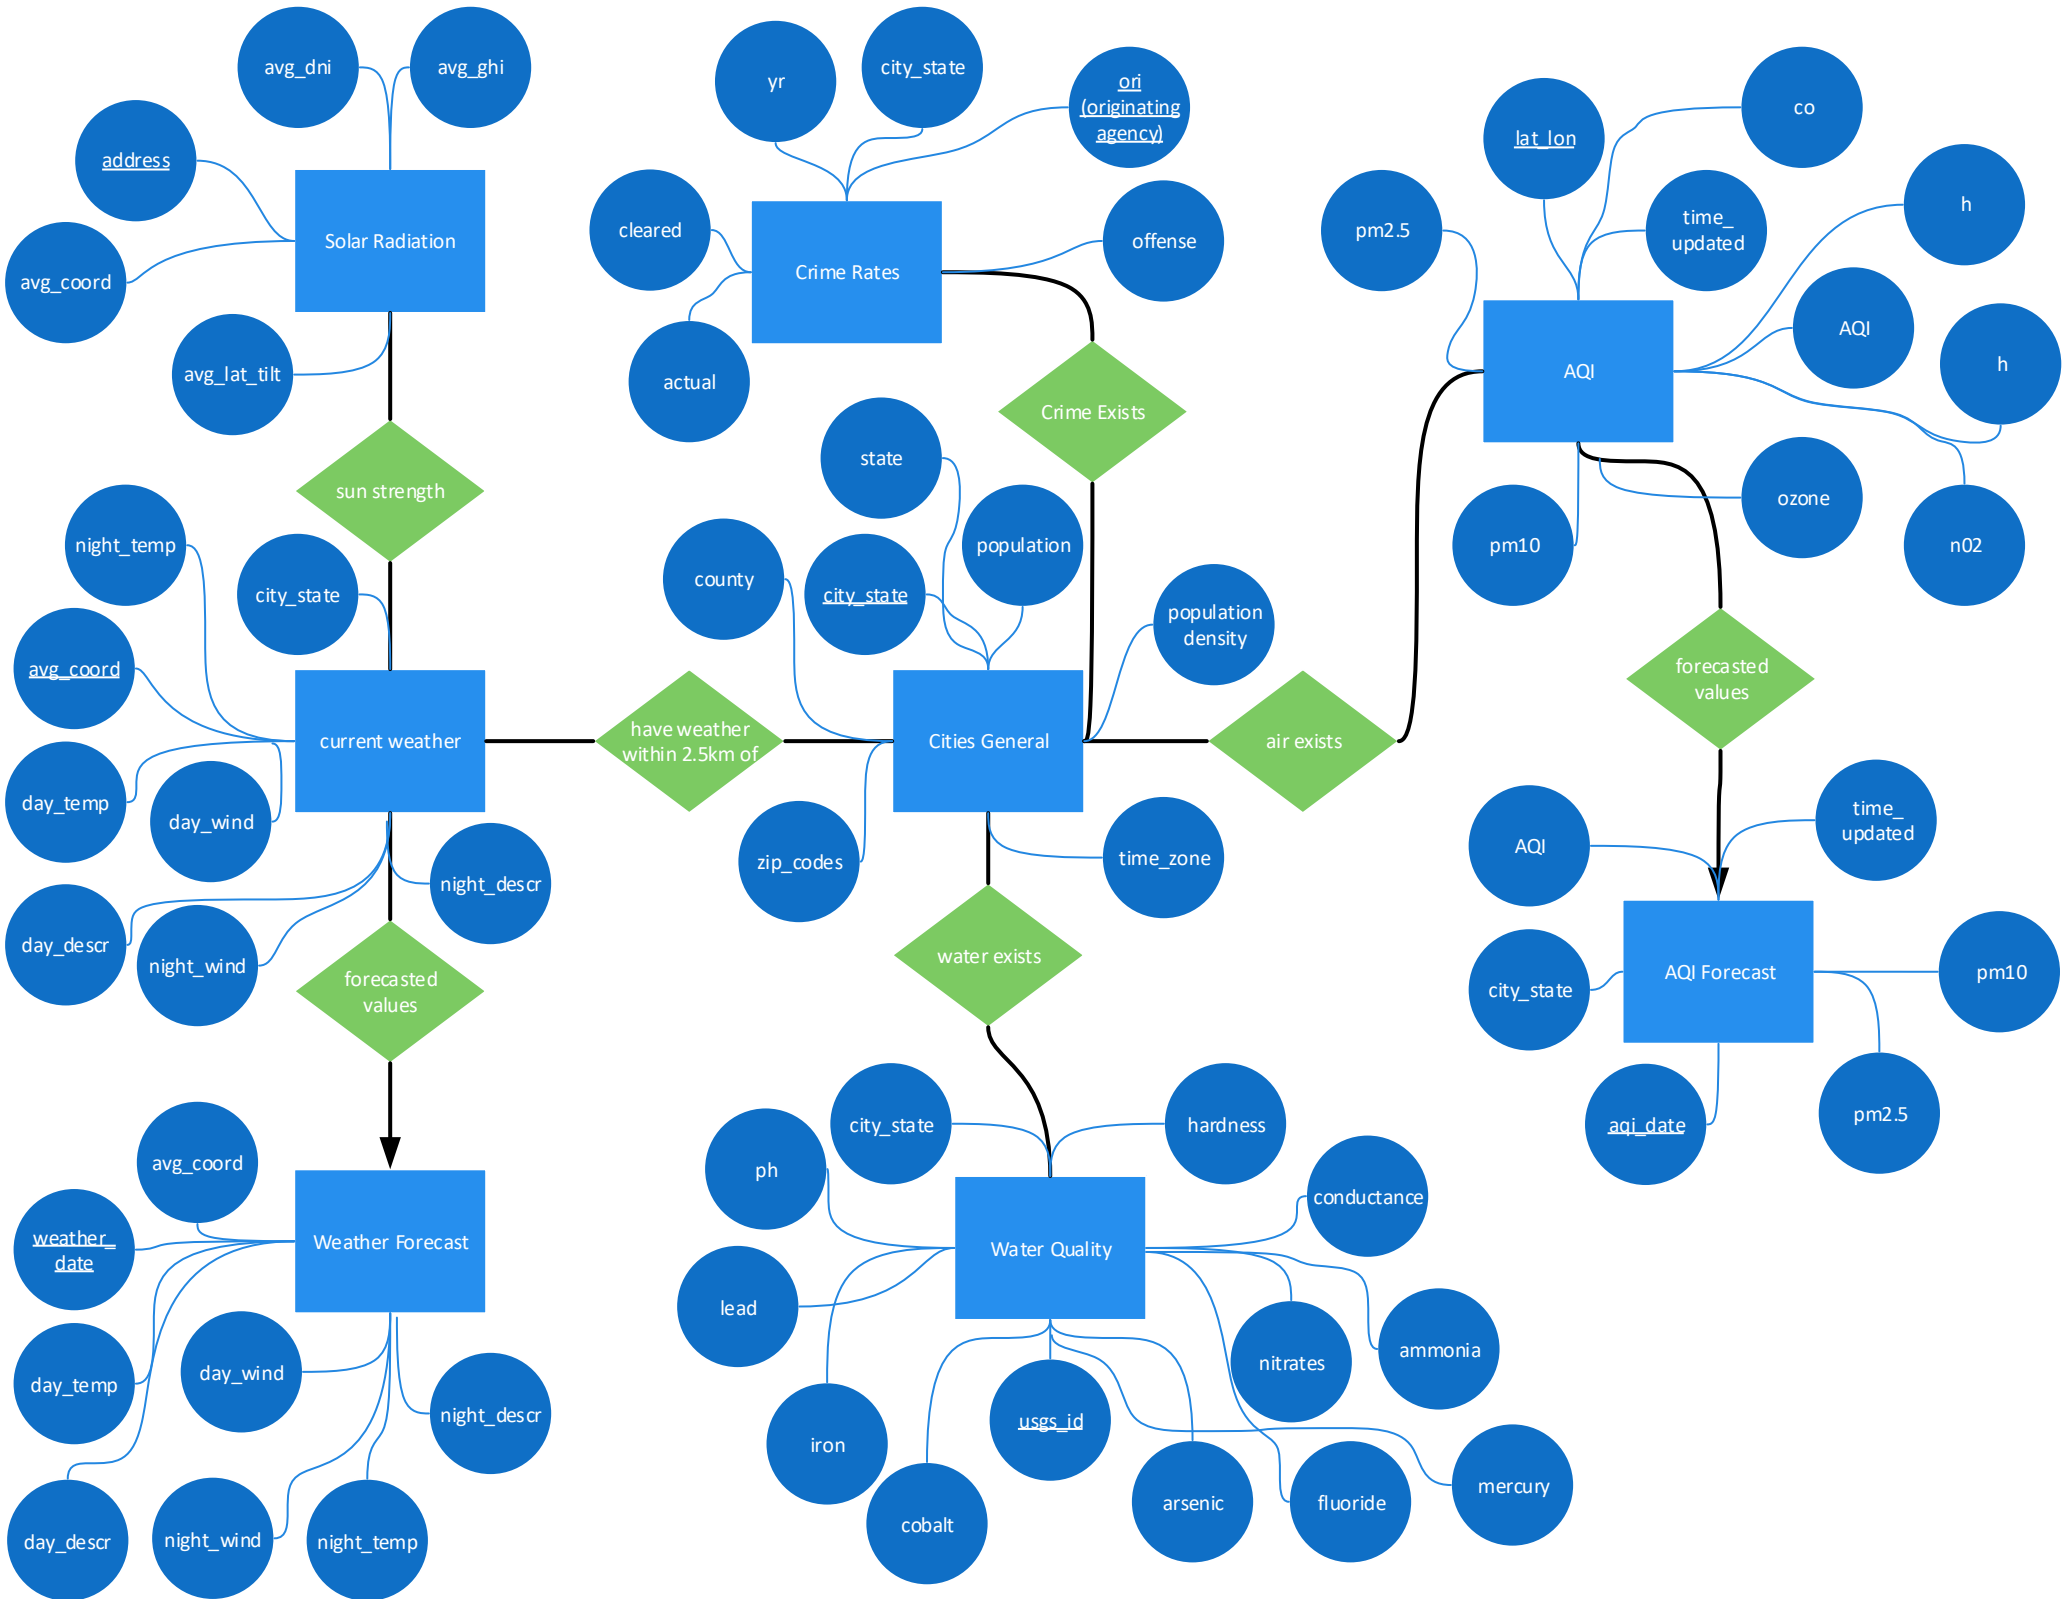 avg_dni
avg_ghi
address
Solar Radiation
avg_coord
avg_lat_tilt
sun strength
yr
city_state
ori
(originating
agency)
cleared
offense
Crime Rates
actual
Crime Exists
lat_lon
co
pm2.5
time_
updated
h
AQI
AQI
h
pm10
ozone
n02
night_temp
city_state
avg_coord
current weather
day_temp
day_wind
night_descr
day_descr
night_wind
forecasted
values
have weather
within 2.5km of
state
population
county
city_state
population
density
Cities General
zip_codes
time_zone
air exists
water exists
forecasted
values
AQI
time_
updated
city_state
AQI Forecast
pm10
aqi_date
pm2.5
avg_coord
weather_
date
Weather Forecast
day_temp
day_wind
night_descr
day_descr
night_wind
night_temp
city_state
hardness
ph
conductance
Water Quality
lead
nitrates
ammonia
iron
usgs_id
cobalt
arsenic
fluoride
mercury